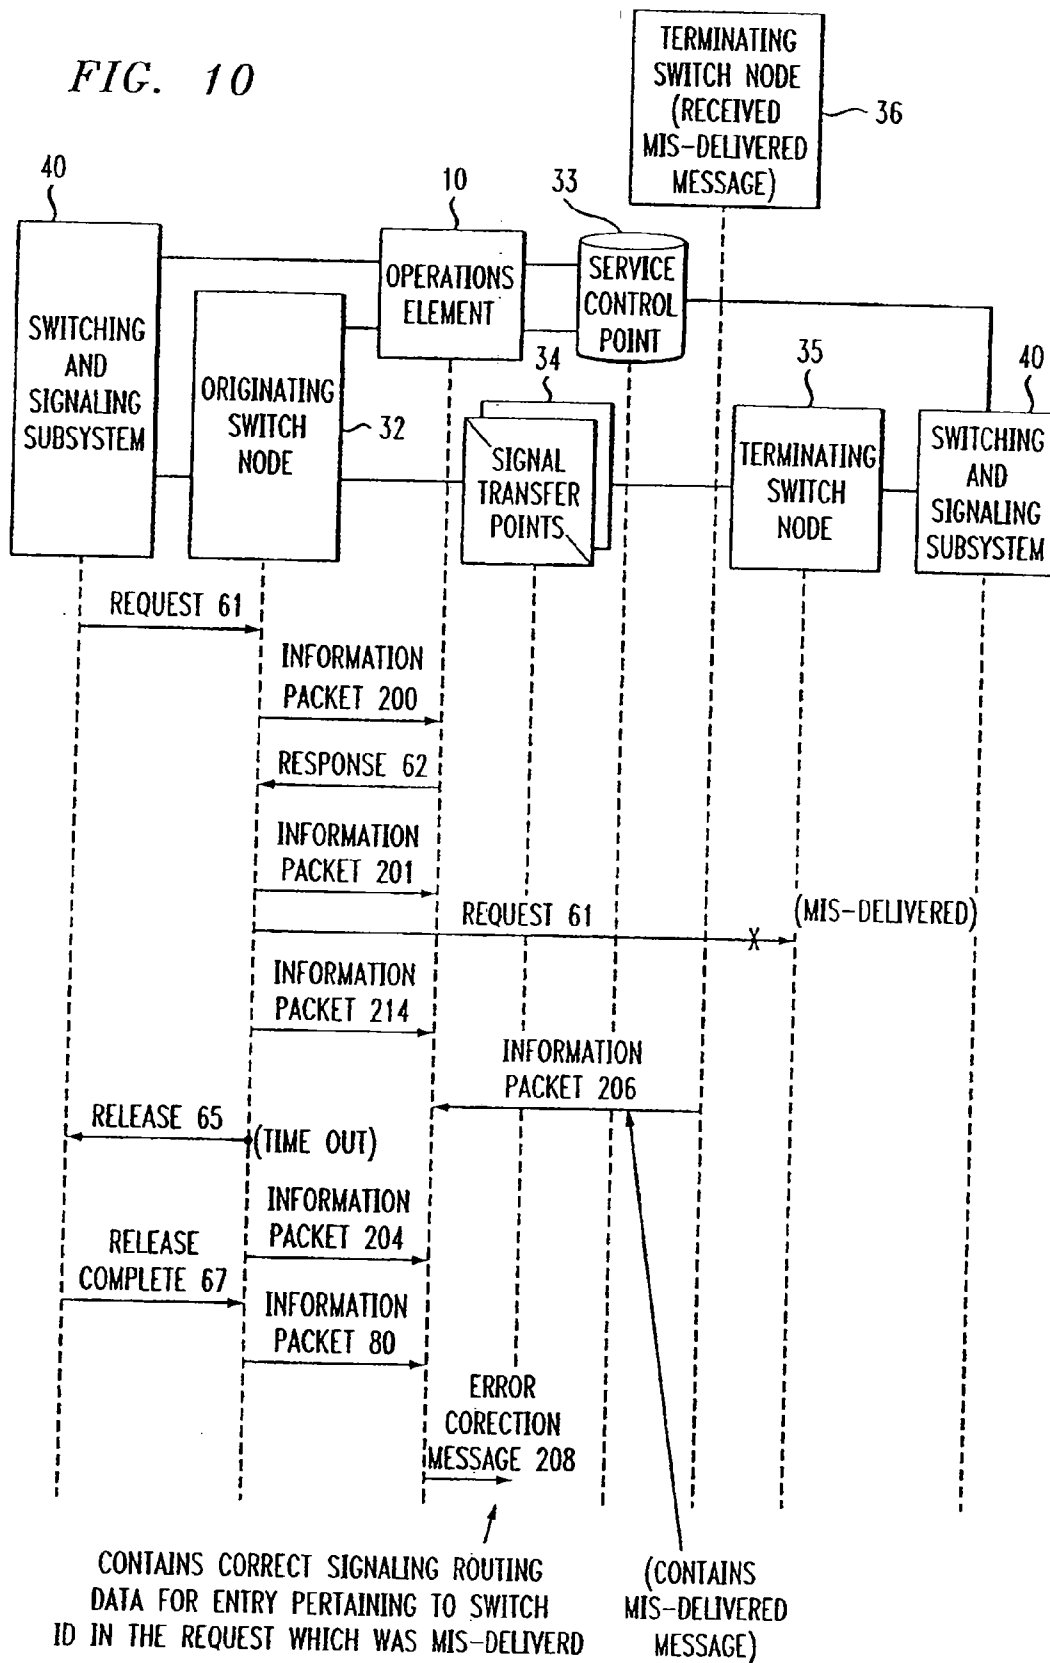 FIG. 10
TERMINATING
SWITCH NODE
(RECEIVED
MIS-DELIVERED
MESSAGE)
36
40
10
33
SWITCHING
AND
SIGNALING
SUBSYSTEM
OPERATIONS
ELEMENT
SERVICE
CONTROL
POINT
ORIGINATING
SWITCH
NODE
32
34
SIGNAL
TRANSFER
POINTS
35
TERMINATING
SWITCH
NODE
40
SWITCHING
AND
SIGNALING
SUBSYSTEM
REQUEST 61
INFORMATION
PACKET 200
RESPONSE 62
INFORMATION
PACKET 201
REQUEST 61
(MIS-DELIVERED)
X
INFORMATION
PACKET 214
INFORMATION
PACKET 206
RELEASE 65
(TIME OUT)
INFORMATION
PACKET 204
RELEASE
COMPLETE 67
INFORMATION
PACKET 80
ERROR
CORECTION
MESSAGE 208
CONTAINS CORRECT SIGNALING ROUTING
DATA FOR ENTRY PERTAINING TO SWITCH
ID IN THE REQUEST WHICH WAS MIS-DELIVERD
(CONTAINS
MIS-DELIVERED
MESSAGE)